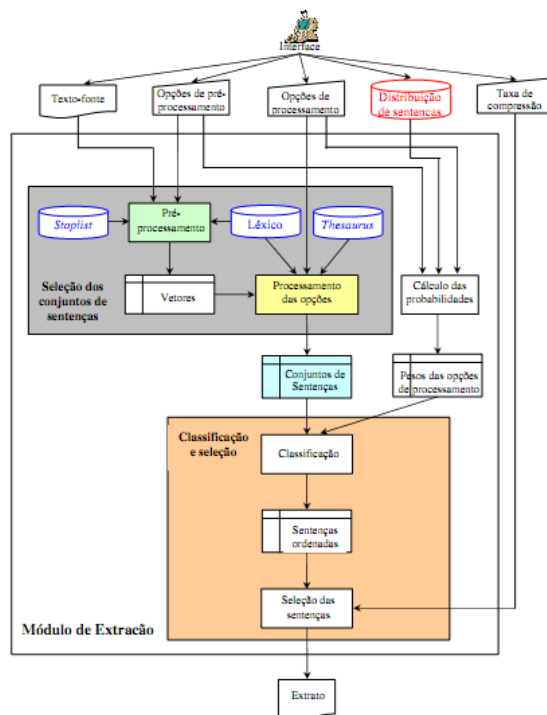 Interface
Texto-fonte
Opções de pré-
processamento
Opções de
processamento
Distribuição
de sentenças
Taxa de
compressão
Stoplist
Pré-
processamento
Léxico
Thesaurus
Seleção dos
conjuntos de
sentenças
Vetores
Processamento
das opções
Cálculo das
probabilidades
Conjuntos de
Sentenças
Pesos das opções
de processamento
Classificação
e seleção
Classificação
Sentenças
ordenadas
Seleção das
sentenças
Módulo de Extração
Extrato